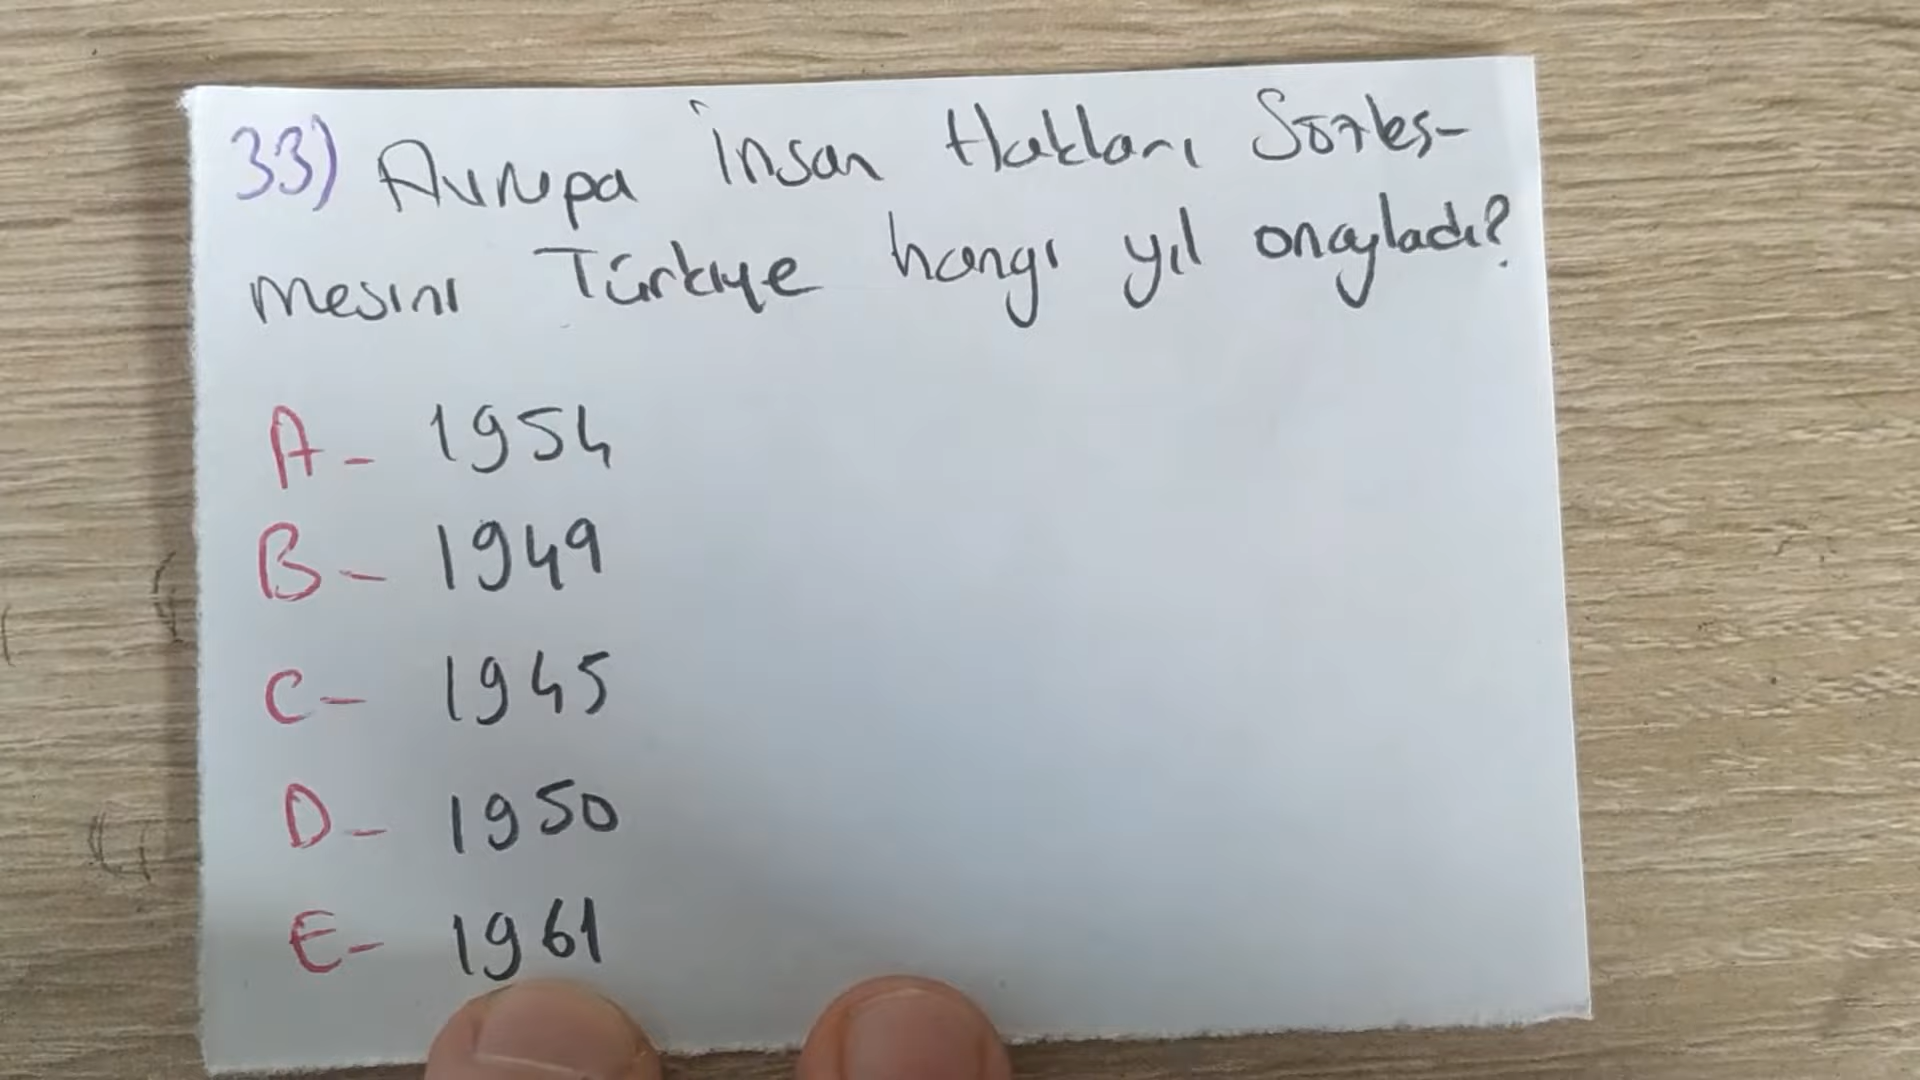 33) Avrupa İnsan Hakları Sözleş-
mesini Türkiye hangi yıl onayladı?
A- 1954
B- 1949
C- 1945
D- 1950
E- 1961